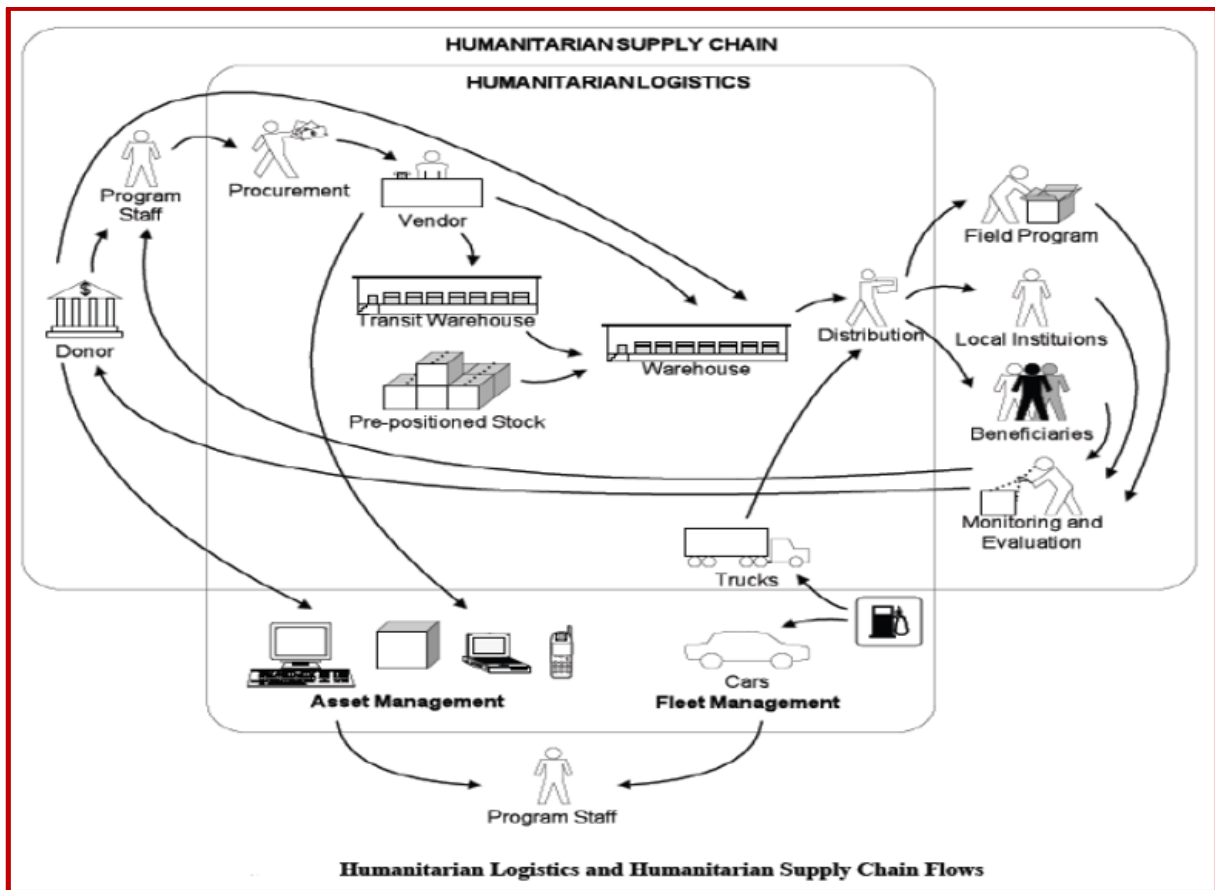 HUMANITARIAN SUPPLY CHAIN
HUMANITARIAN LOGISTICS
Program
Staff
Procurement
Vendor
Field Program
$
Donor
Transit Warehouse
Warehouse
Distribution
Local Instituions
Pre-positioned Stock
Beneficiaries
Monitoring and
Evaluation
Trucks
Cars
Asset Management
Fleet Management
Program Staff
Humanitarian Logistics and Humanitarian Supply Chain Flows